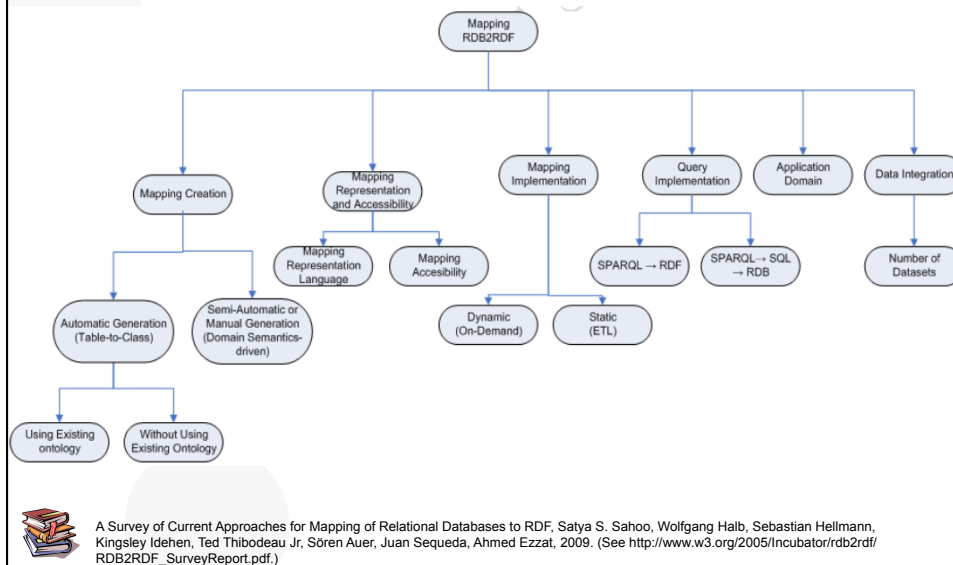 Mapping
RDB2RDF
Mapping Creation
Mapping
Representation
and Accessibility
Mapping
Implementation
Query
Implementation
Application
Domain
Data Integration
Mapping
Representation
Language
Mapping
Accesibility
SPARQL → RDF
SPARQL → SQL
→ RDB
Number of
Datasets
Automatic Generation
(Table-to-Class)
Semi-Automatic or
Manual Generation
(Domain Semantics-
driven)
Dynamic
(On-Demand)
Static
(ETL)
Using Existing
ontology
Without Using
Existing Ontology
A Survey of Current Approaches for Mapping of Relational Databases to RDF, Satya S. Sahoo, Wolfgang Halb, Sebastian Hellmann,
Kingsley Idehen, Ted Thibodeau Jr, Sören Auer, Juan Sequeda, Ahmed Ezzat, 2009. (See http://www.w3.org/2005/Incubator/rdb2rdf/
RDB2RDF_SurveyReport.pdf.)